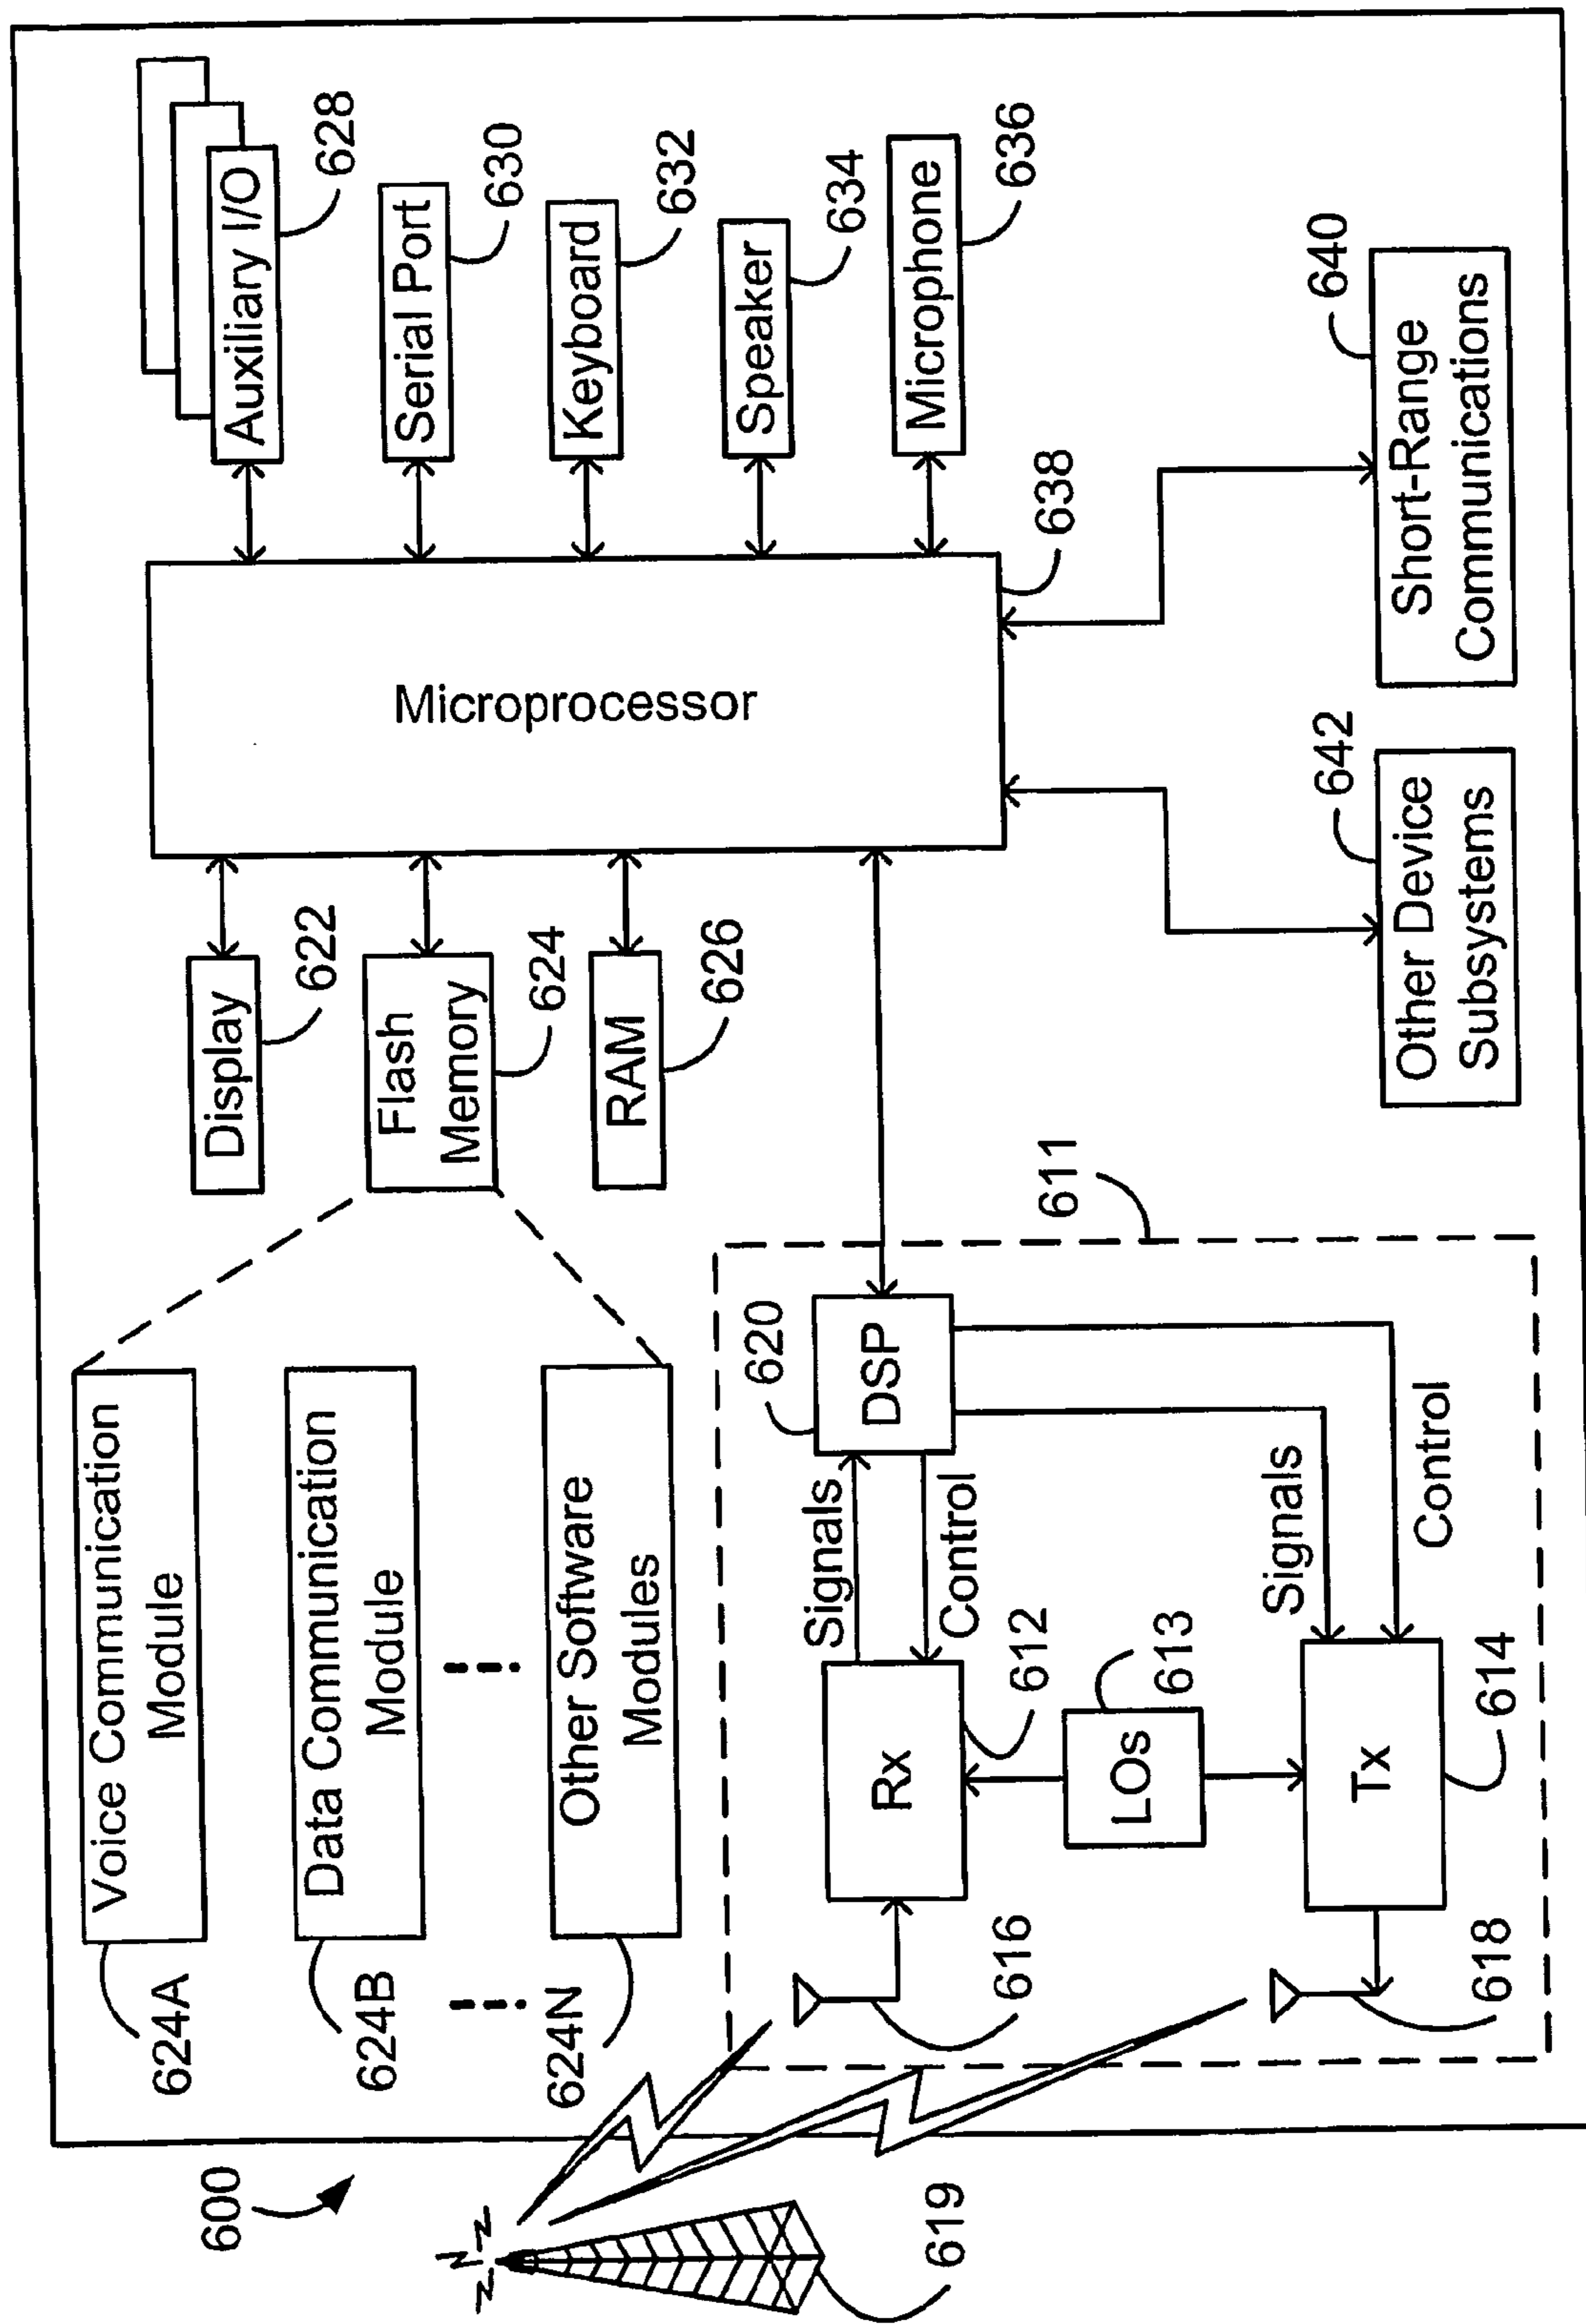 600
619
Voice Communication
Module
624A
Data Communication
Module
624B
Other Software
Modules
624N
Display
622
Flash
Memory
624
RAM
626
Microprocessor
638
Auxiliary I/O
628
Serial Port
630
Keyboard
632
Speaker
634
Microphone
636
Short-Range
Communications
640
Other Device
Subsystems
642
611
DSP
620
Signals
Control
Rx
612
LOs
613
Signals
Control
Tx
614
616
618